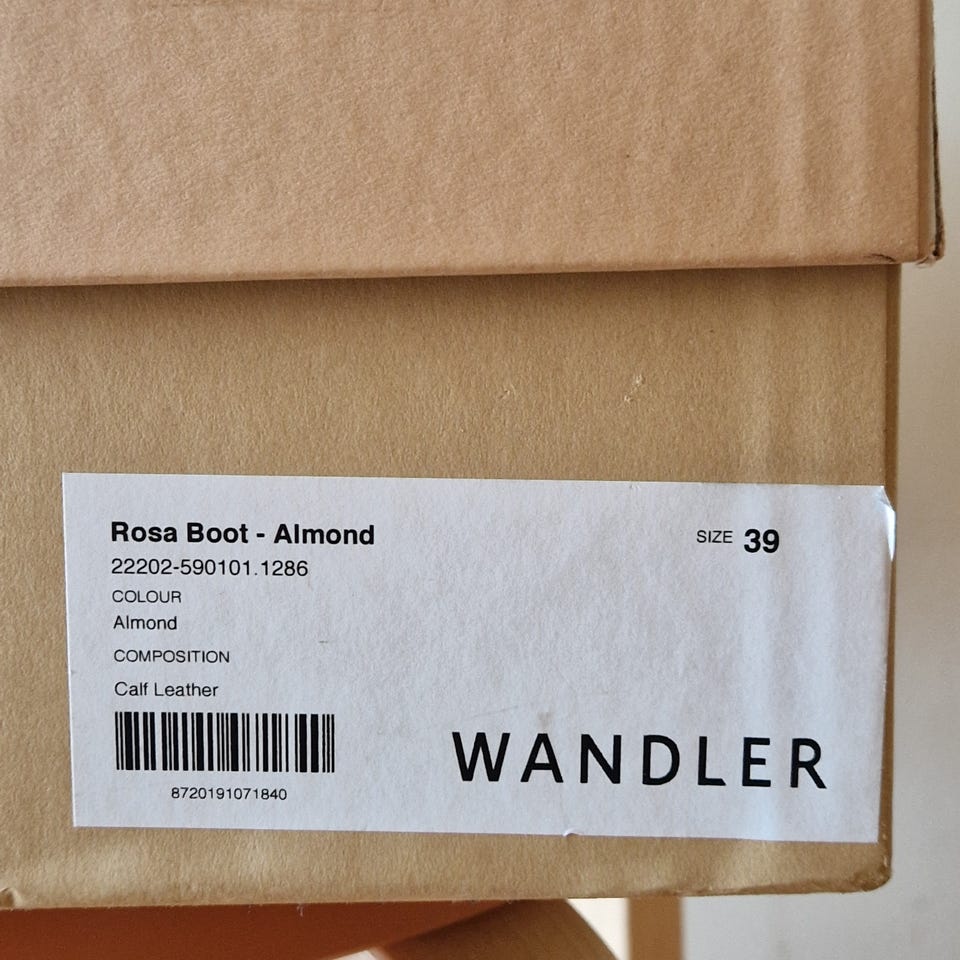 Rosa Boot - Almond
SIZE 39
22202-590101.1286
COLOUR
Almond
COMPOSITION
Calf Leather
8720191071840
WANDLER